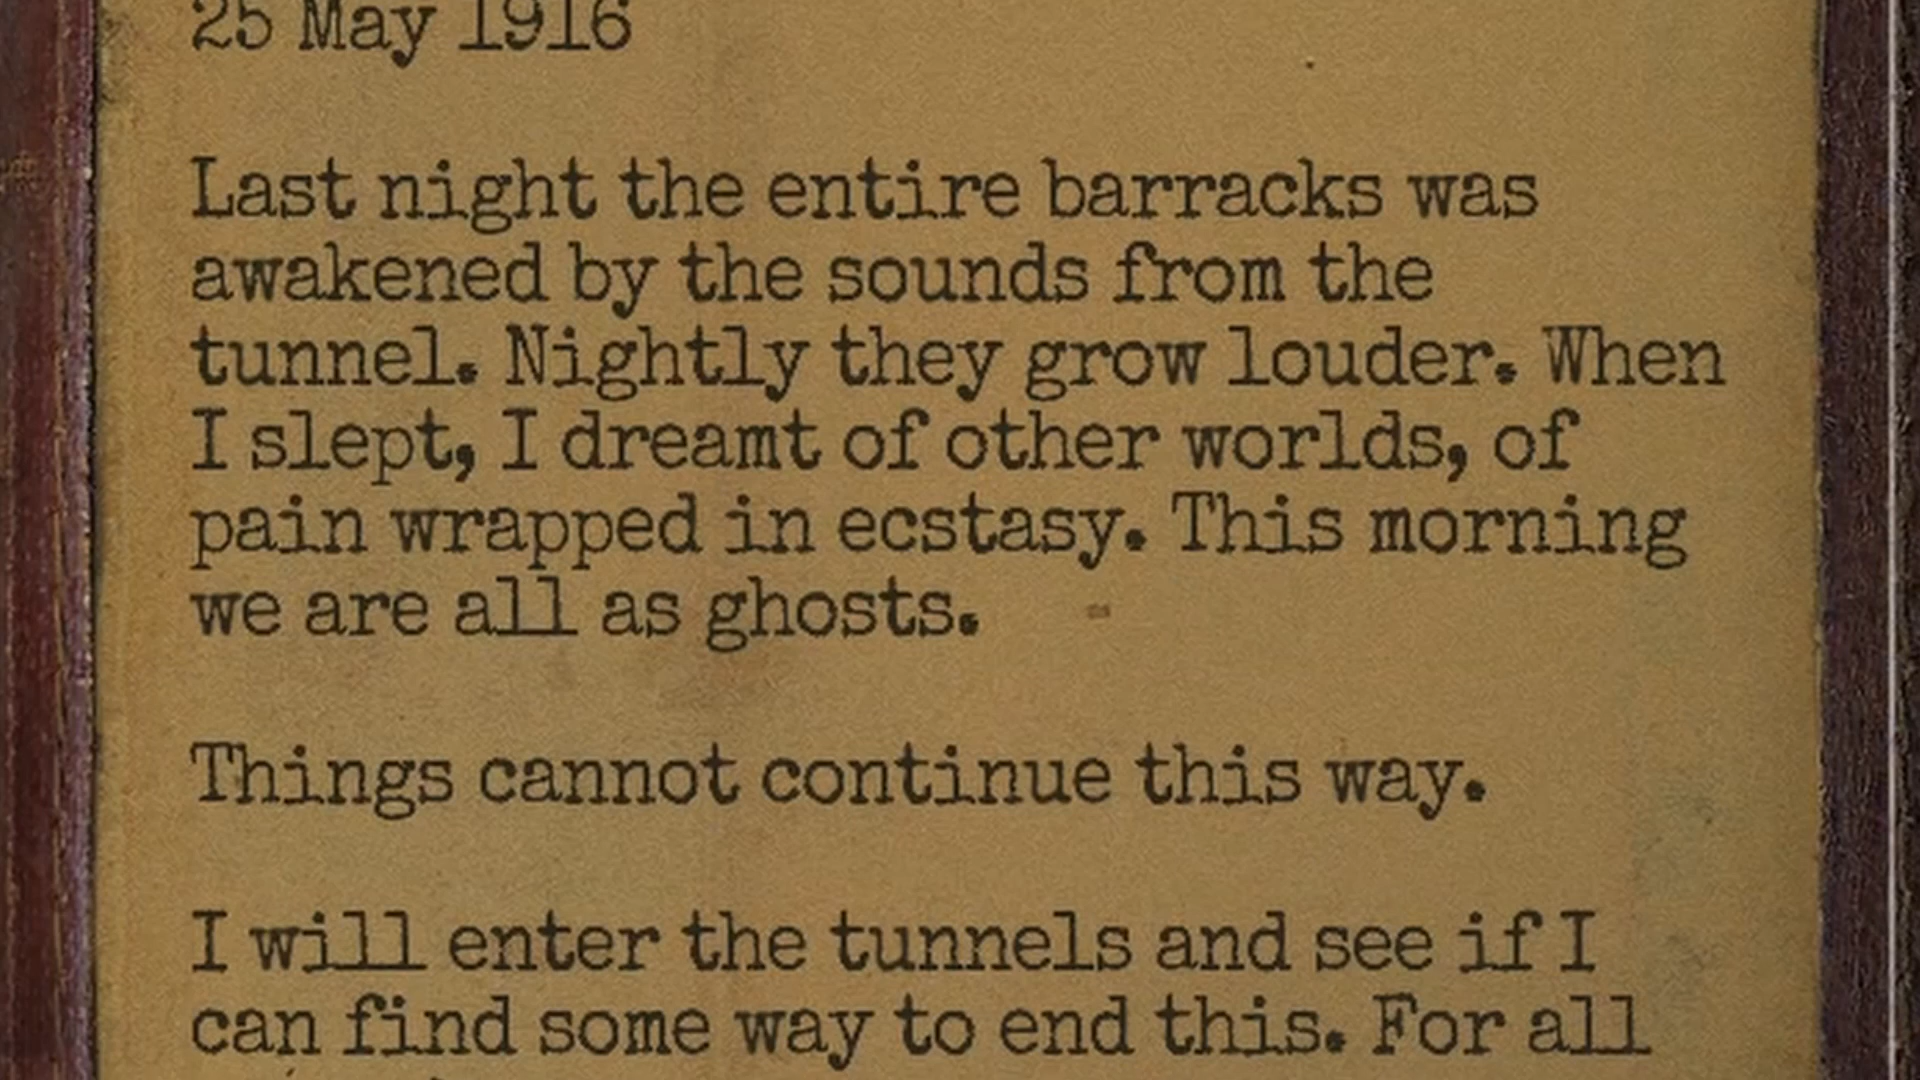 25 May 1916
Last night the entire barracks was
awakened by the sounds from the
tunnel. Nightly they grow louder. When
I slept, I dreamt of other worlds, of
pain wrapped in ecstasy. This morning
we are all as ghosts.
Things cannot continue this way.
I will enter the tunnels and see if I
can find some way to end this. For all